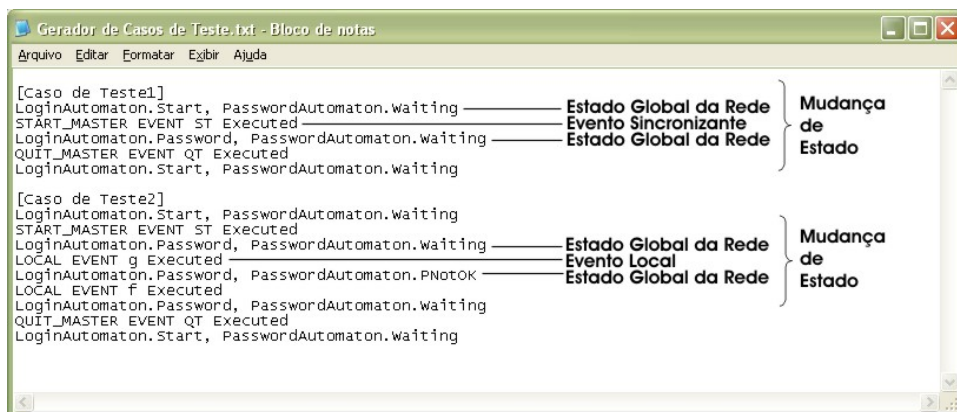 Gerador de Casos de Teste.txt - Bloco de notas
Arquivo Editar Formatar Exibir Ajuda
[Caso de Teste1]
LoginAutomaton.Start, PasswordAutomaton.Waiting Estado Global da Rede
START_MASTER EVENT ST Executed Evento Sincronizante
LoginAutomaton.Password, PasswordAutomaton.Waiting Estado Global da Rede
QUIT_MASTER EVENT QT Executed
LoginAutomaton.Start, PasswordAutomaton.Waiting
Mudança
de
Estado
[Caso de Teste2]
LoginAutomaton.Start, PasswordAutomaton.Waiting
START_MASTER EVENT ST Executed
LoginAutomaton.Password, PasswordAutomaton.Waiting Estado Global da Rede
LOCAL EVENT g Executed Evento Local
LoginAutomaton.Password, PasswordAutomaton.PNotOK Estado Global da Rede
LOCAL EVENT f Executed
LoginAutomaton.Password, PasswordAutomaton.Waiting
QUIT_MASTER EVENT QT Executed
LoginAutomaton.Start, PasswordAutomaton.Waiting
Mudança
de
Estado